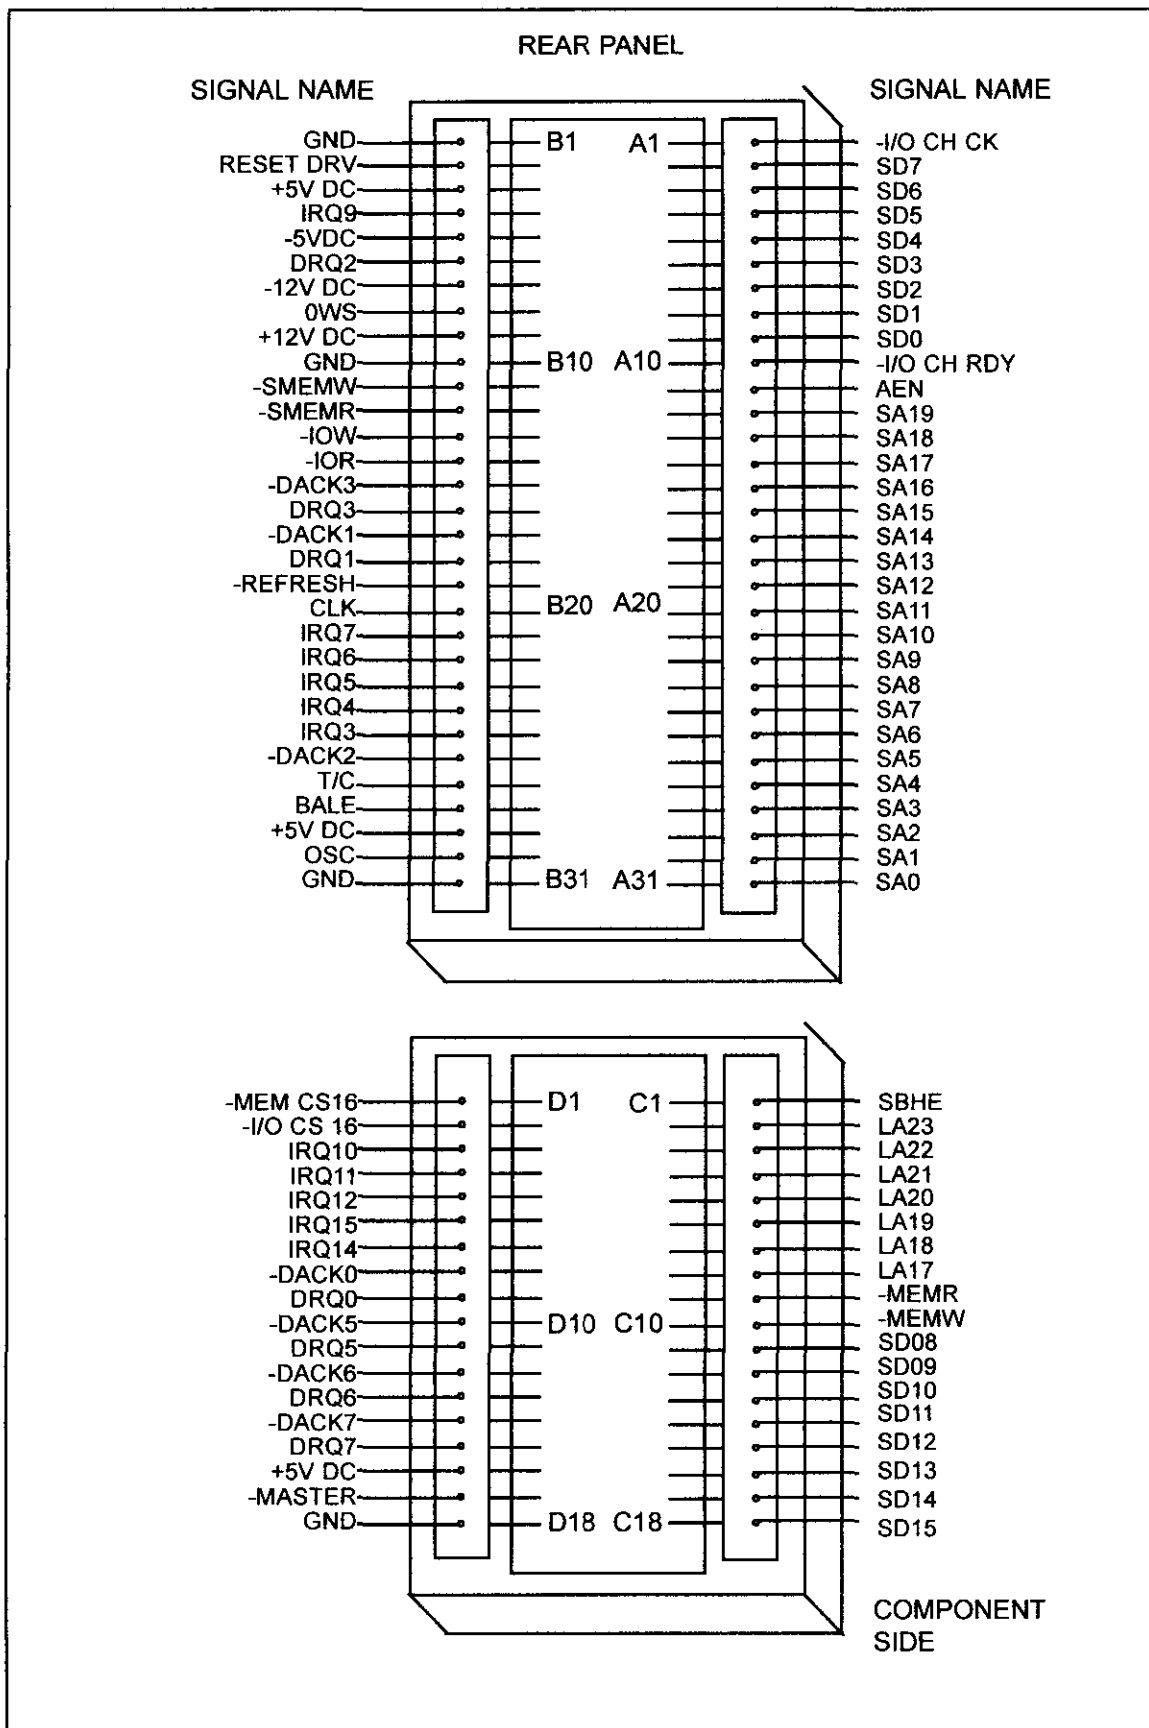 REAR PANEL
SIGNAL NAME SIGNAL NAME
GND B1 A1 -I/O CH CK
RESET DRV SD7
+5V DC SD6
IRQ9 SD5
-5VDC SD4
DRQ2 SD3
-12V DC SD2
0WS SD1
+12V DC SD0
GND B10 A10 -I/O CH RDY
-SMEMW AEN
-SMEMR SA19
-IOW SA18
-IOR SA17
-DACK3 SA16
DRQ3 SA15
-DACK1 SA14
DRQ1 SA13
-REFRESH SA12
CLK B20 A20 SA11
IRQ7 SA10
IRQ6 SA9
IRQ5 SA8
IRQ4 SA7
IRQ3 SA6
-DACK2 SA5
T/C SA4
BALE SA3
+5V DC SA2
OSC SA1
GND B31 A31 SA0
-MEM CS16 D1 C1 SBHE
-I/O CS 16 LA23
IRQ10 LA22
IRQ11 LA21
IRQ12 LA20
IRQ15 LA19
IRQ14 LA18
-DACK0 LA17
DRQ0 -MEMR
-DACK5 D10 C10 -MEMW
DRQ5 SD08
-DACK6 SD09
DRQ6 SD10
-DACK7 SD11
DRQ7 SD12
+5V DC SD13
-MASTER SD14
GND D18 C18 SD15
COMPONENT
SIDE